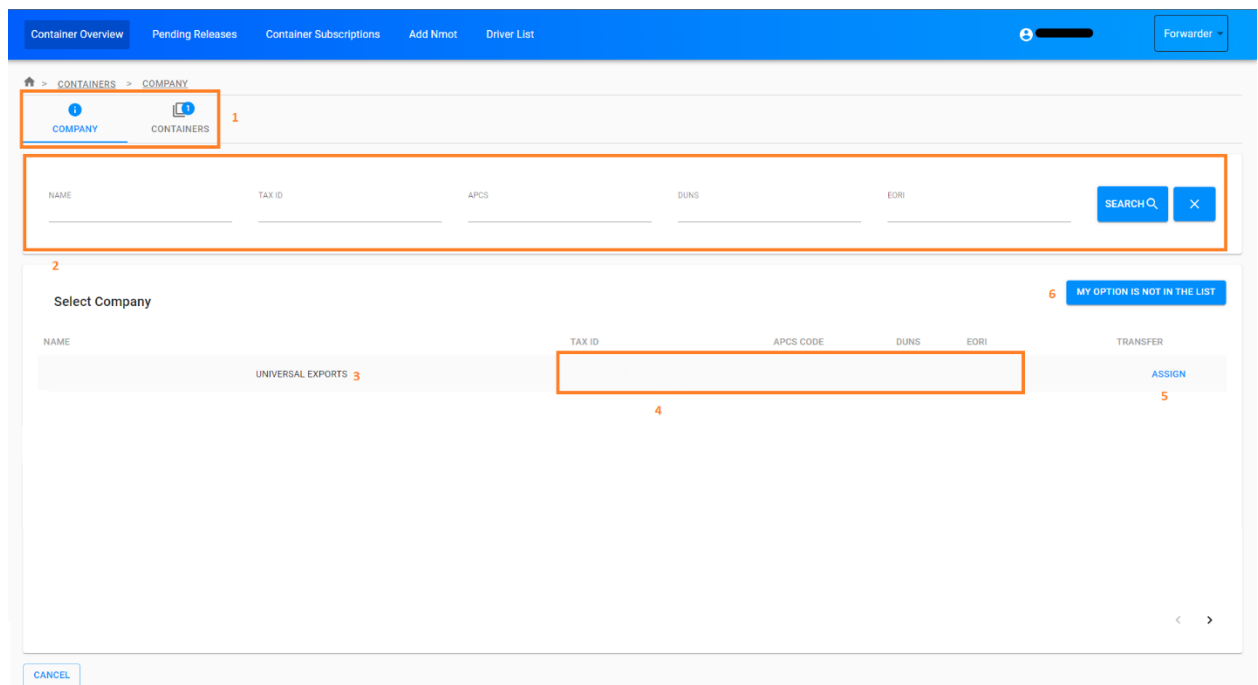 Container Overview Pending Releases Container Subscriptions Add Nmot Driver List Forwarder
> CONTAINERS > COMPANY
1
COMPANY CONTAINERS 1
NAME TAX ID APCS DUNS EORI
SEARCH
2
Select Company 6 MY OPTION IS NOT IN THE LIST
NAME TAX ID APCS CODE DUNS EORI TRANSFER
UNIVERSAL EXPORTS 3 ASSIGN
4 5
CANCEL